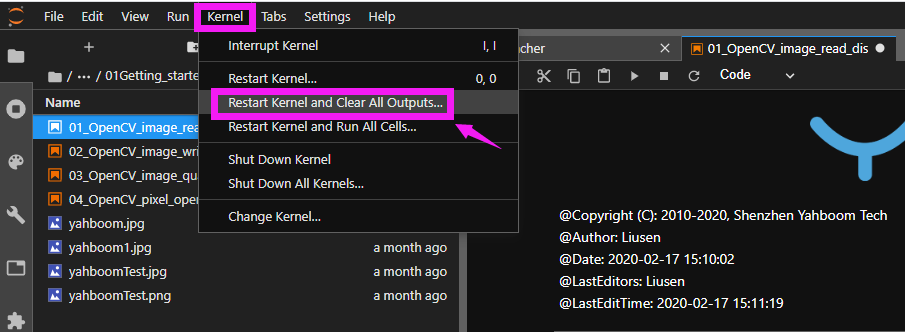 File Edit View Run Kernel Tabs Settings Help
Interrupt Kernel I, I
Restart Kernel... 0, 0
Restart Kernel and Clear All Outputs...
Restart Kernel and Run All Cells...
Shut Down Kernel
Shut Down All Kernels...
Change Kernel...
/ ··· / 01Getting_starte
Name
01_OpenCV_image_rea
02_OpenCV_image_wri
03_OpenCV_image_qua
04_OpenCV_pixel_oper
yahboom.jpg
yahboom1.jpg a month ago
yahboomTest.jpg a month ago
yahboomTest.png a month ago
acher
01_OpenCV_image_read_dis
Code
@Copyright (C): 2010-2020, Shenzhen Yahboom Tech
@Author: Liusen
@Date: 2020-02-17 15:10:02
@LastEditors: Liusen
@LastEditTime: 2020-02-17 15:11:19